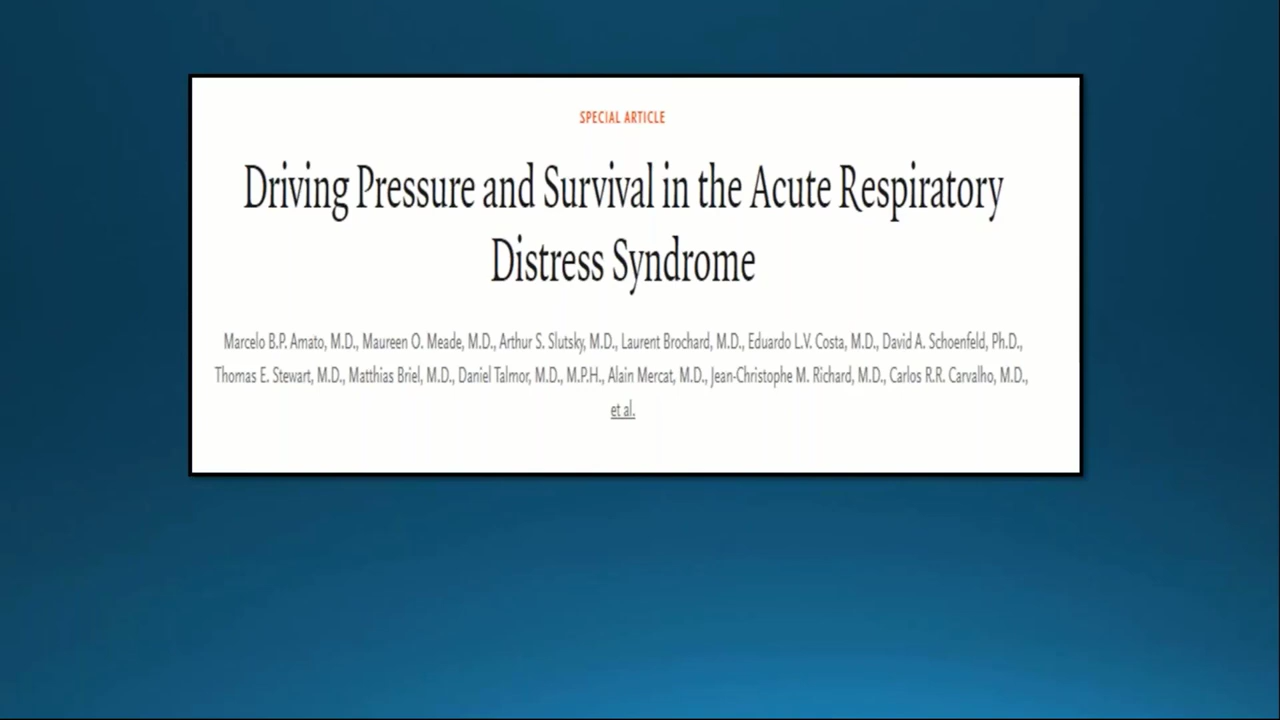 SPECIAL ARTICLE
Driving Pressure and Survival in the Acute Respiratory
Distress Syndrome
Marcelo B.P. Amato, M.D., Maureen O. Meade, M.D., Arthur S. Slutsky, M.D., Laurent Brochard, M.D., Eduardo L.V. Costa, M.D., David A. Schoenfeld, Ph.D.,
Thomas E. Stewart, M.D., Matthias Briel, M.D., Daniel Talmor, M.D., M.P.H., Alain Mercat, M.D., Jean-Christophe M. Richard, M.D., Carlos R.R. Carvalho, M.D.,
et al.